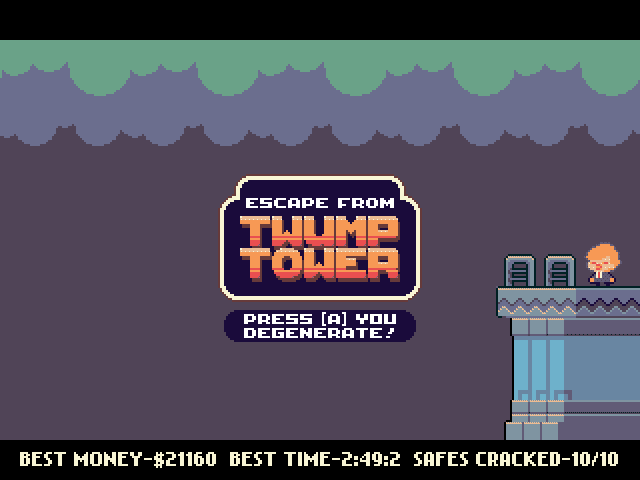 ESCAPE FROM
TWUMP
TOWER
PRESS [A] YOU
DEGENERATE!
BEST MONEY-$21160 BEST TIME-2:49:2 SAFES CRACKED-10/10